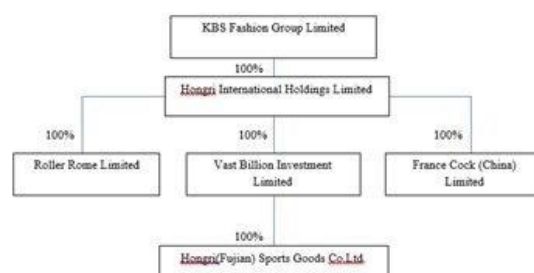 KBS Fashion Group Limited
100%
Hongri International Holdings Limited
100%
100%
100%
Roller Rome Limited
Vast Billion Investment
Limited
France Cock (China)
Limited
100%
Hongri(Fujian) Sports Goods Co.Ltd.